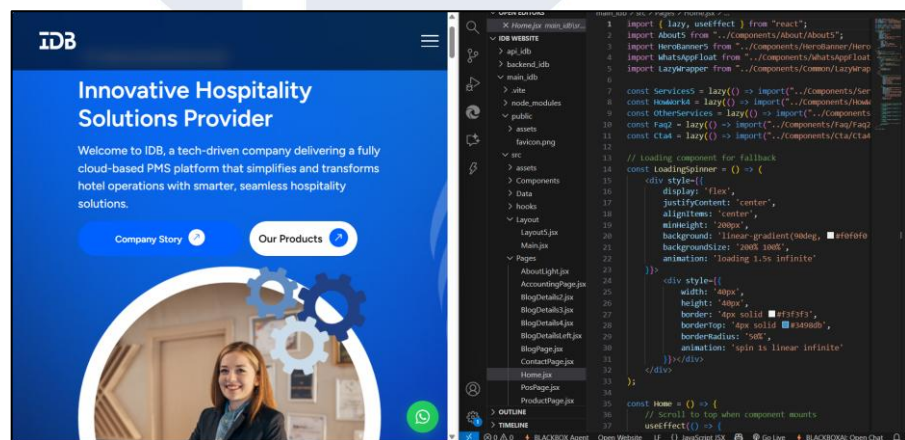 IDB
Innovative Hospitality
Solutions Provider
Welcome to IDB, a tech-driven company delivering a fully
cloud-based PMS platform that simplifies and transforms
hotel operations with smarter, seamless hospitality
solutions.
Company Story
Our Products
OPEN EDITORS
Home.jsx main_idb\sr...
IDB WEBSITE
api_idb
backend_idb
main_idb
.vite
node_modules
public
assets
favicon.png
src
assets
Components
Data
hooks
Layout
Layout5.jsx
Main.jsx
Pages
AboutLight.jsx
AccountingPage.jsx
BlogDetails2.jsx
BlogDetails3.jsx
BlogDetails4.jsx
BlogDetailsLeft.jsx
BlogPage.jsx
ContactPage.jsx
Home.jsx
PosPage.jsx
ProductPage.jsx
OUTLINE
TIMELINE
main_idb > src > Pages > Home.jsx > ...
1 import { lazy, useEffect } from "react";
2 import About5 from "../Components/About/About5";
3 import HeroBanner5 from "../Components/HeroBanner/Hero
4 import WhatsAppFloat from "../Components/WhatsAppFloat
5 import LazyWrapper from "../Components/Common/LazyWrap
6
7 const Services5 = lazy(() => import("../Components/Ser
8 const HowWork4 = lazy(() => import("../Components/HowW
9 const OtherServices = lazy(() => import("../Components
10 const Faq2 = lazy(() => import("../Components/Faq/Faq2
11 const Cta4 = lazy(() => import("../Components/Cta/Cta4
12
13 // Loading component for fallback
14 const LoadingSpinner = () => (
15 <div style={{
16 display: 'flex',
17 justifyContent: 'center',
18 alignItems: 'center',
19 minHeight: '200px',
20 background: 'linear-gradient(90deg, #f0f0f0
21 backgroundSize: '200% 100%',
22 animation: 'loading 1.5s infinite'
23 }}>
24 <div style={{
25 width: '40px',
26 height: '40px',
27 border: '4px solid #f3f3f3',
28 borderTop: '4px solid #3498db',
29 borderRadius: '50%',
30 animation: 'spin 1s linear infinite'
31 }}></div>
32 </div>
33 );
34
35 const Home = () => {
36 // Scroll to top when component mounts
37 useEffect(() => {
0 0 BLACKBOX Agent Open Website LF {} JavaScript JSX Go Live BLACKBOXAI: Open Chat